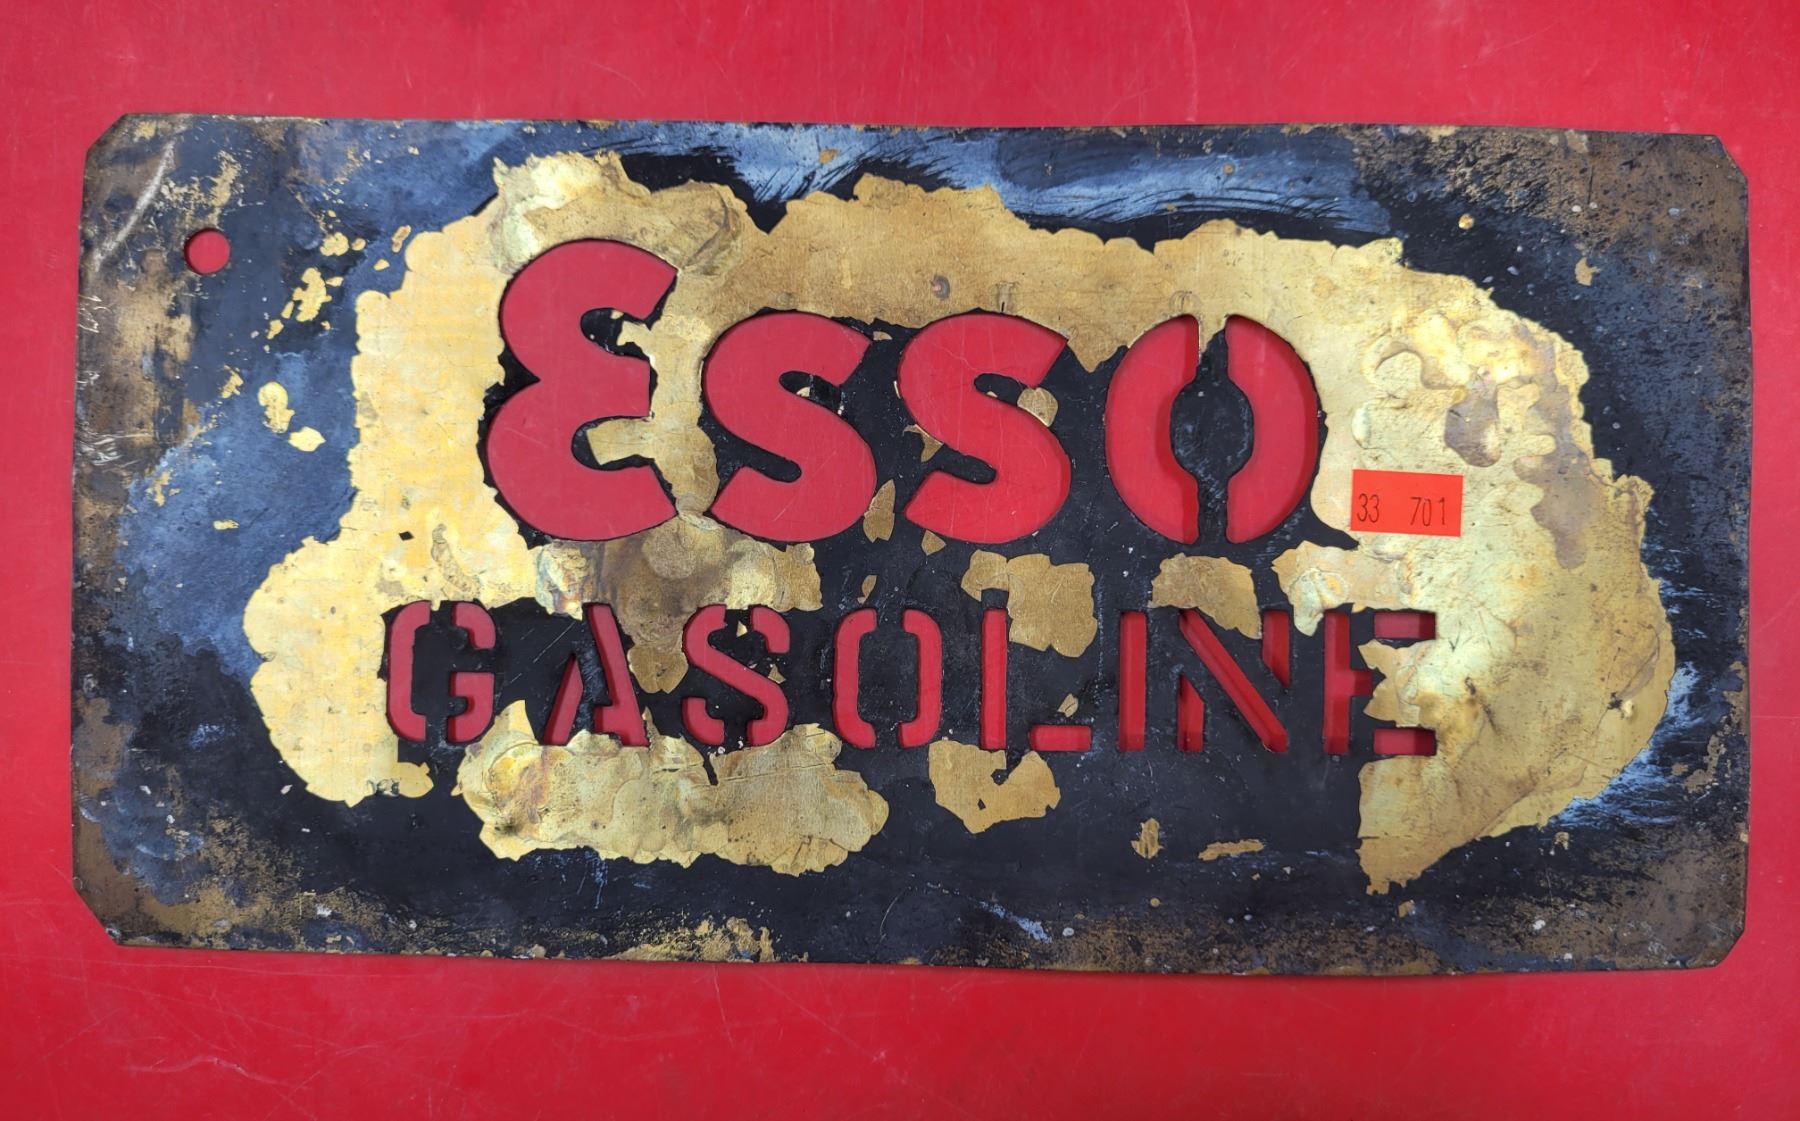 Esso
33 701
GASOLINE